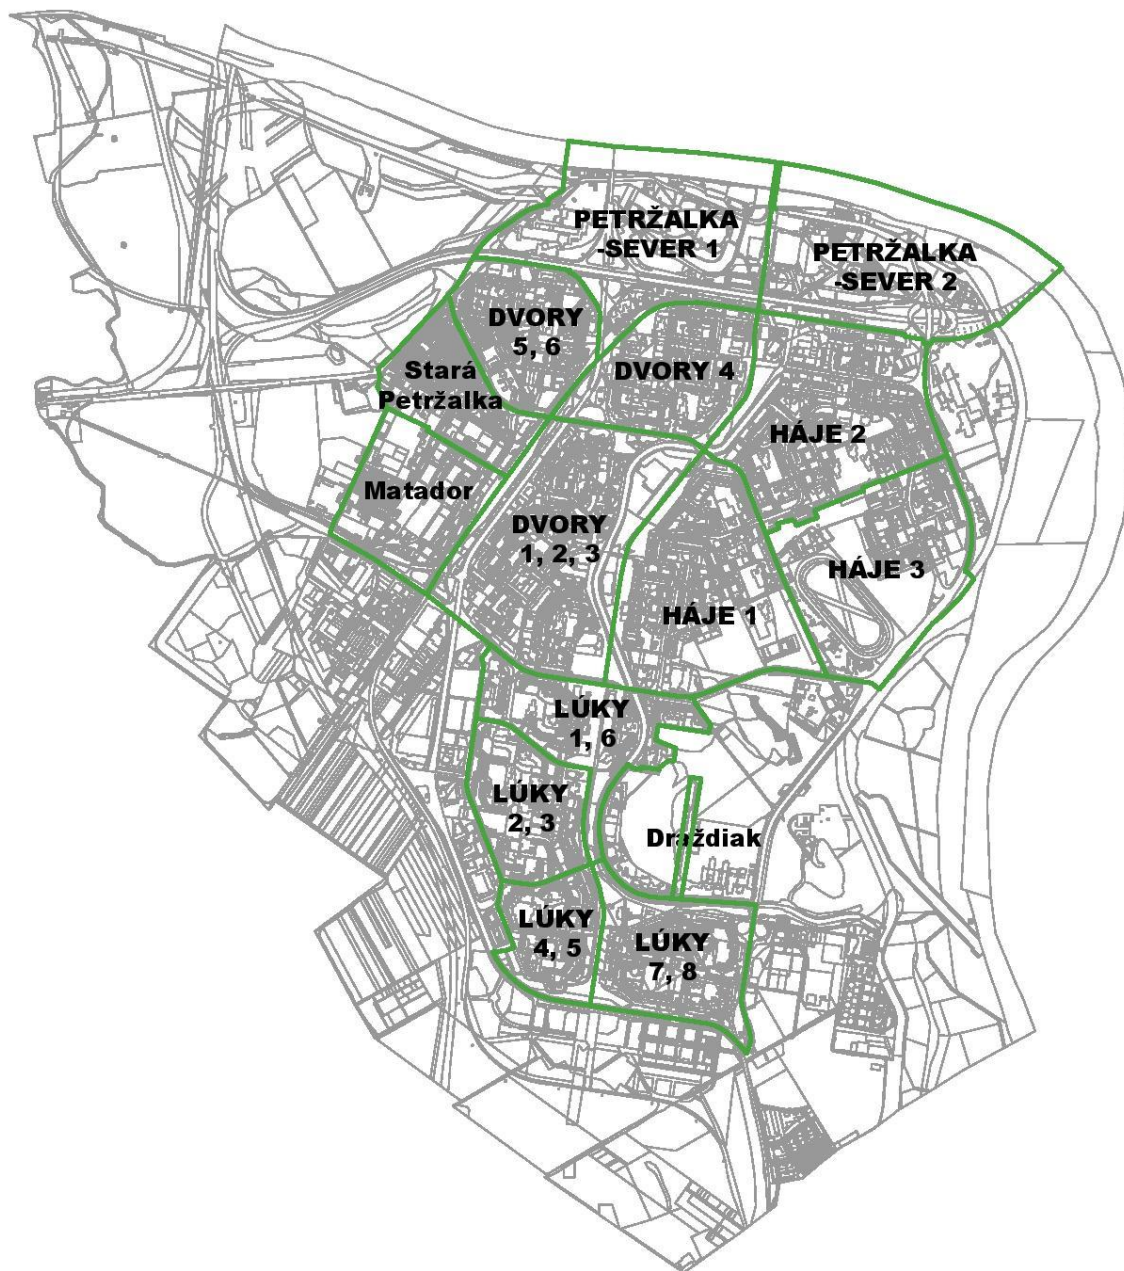 PETRŽALKA
-SEVER 1
PETRŽALKA
-SEVER 2
DVORY
5, 6
Stará
Petržalka
DVORY 4
HÁJE 2
Matador
DVORY
1, 2, 3
HÁJE 3
HÁJE 1
LÚKY
1, 6
LÚKY
2, 3
Draždiak
LÚKY
4, 5
LÚKY
7, 8